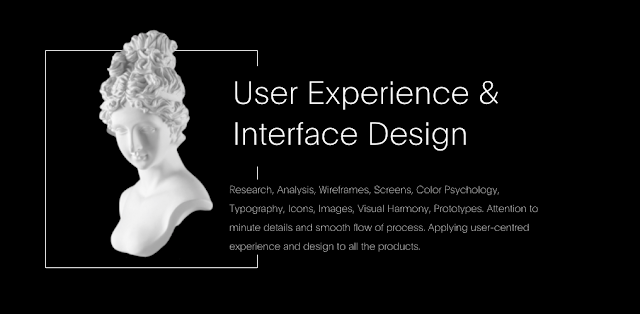 User Experience &
Interface Design
Research, Analysis, Wireframes, Screens, Color Psychology,
Typography, Icons, Images, Visual Harmony, Prototypes. Attention to
minute details and smooth flow of process. Applying user-centred
experience and design to all the products.